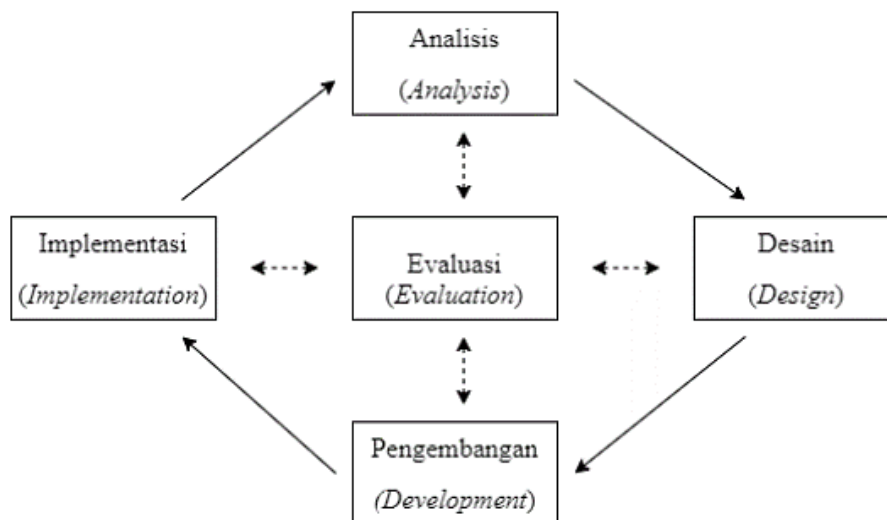 Analisis
(Analysis)
Implementasi
(Implementation)
Evaluasi
(Evaluation)
Desain
(Design)
Pengembangan
(Development)